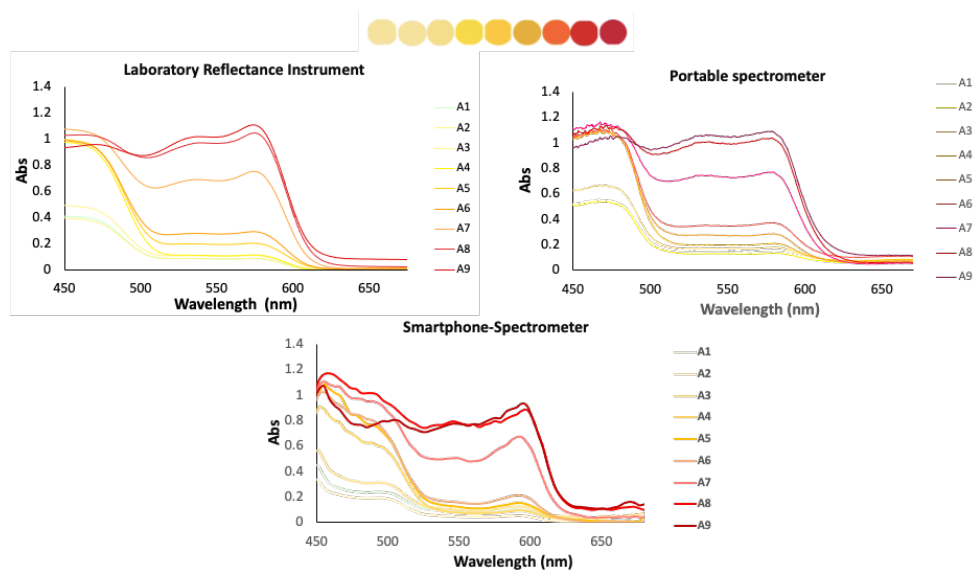 Laboratory Reflectance Instrument
1.4
1.2
1
0.8
0.6
0.4
0.2
0
Abs
450
500
550
600
650
Wavelength (nm)
A1
A2
A3
A4
A5
A6
A7
A8
A9
Portable spectrometer
1.4
1.2
1
0.8
0.6
0.4
0.2
0
Abs
450
500
550
600
650
Wavelength (nm)
A1
A2
A3
A4
A5
A6
A7
A8
A9
Smartphone-Spectrometer
1.4
1.2
1
0.8
0.6
0.4
0.2
0
Abs
450
500
550
600
650
Wavelength (nm)
A1
A2
A3
A4
A5
A6
A7
A8
A9